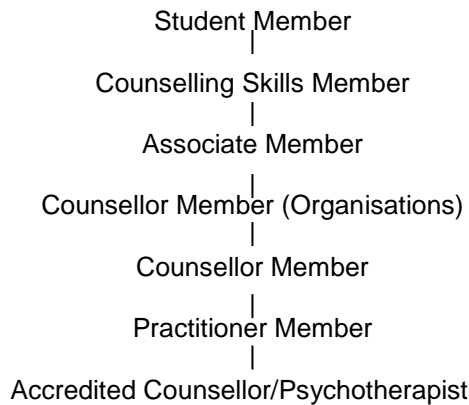 Student Member
|
Counselling Skills Member
|
Associate Member
|
Counsellor Member (Organisations)
|
Counsellor Member
|
Practitioner Member
|
Accredited Counsellor/Psychotherapist